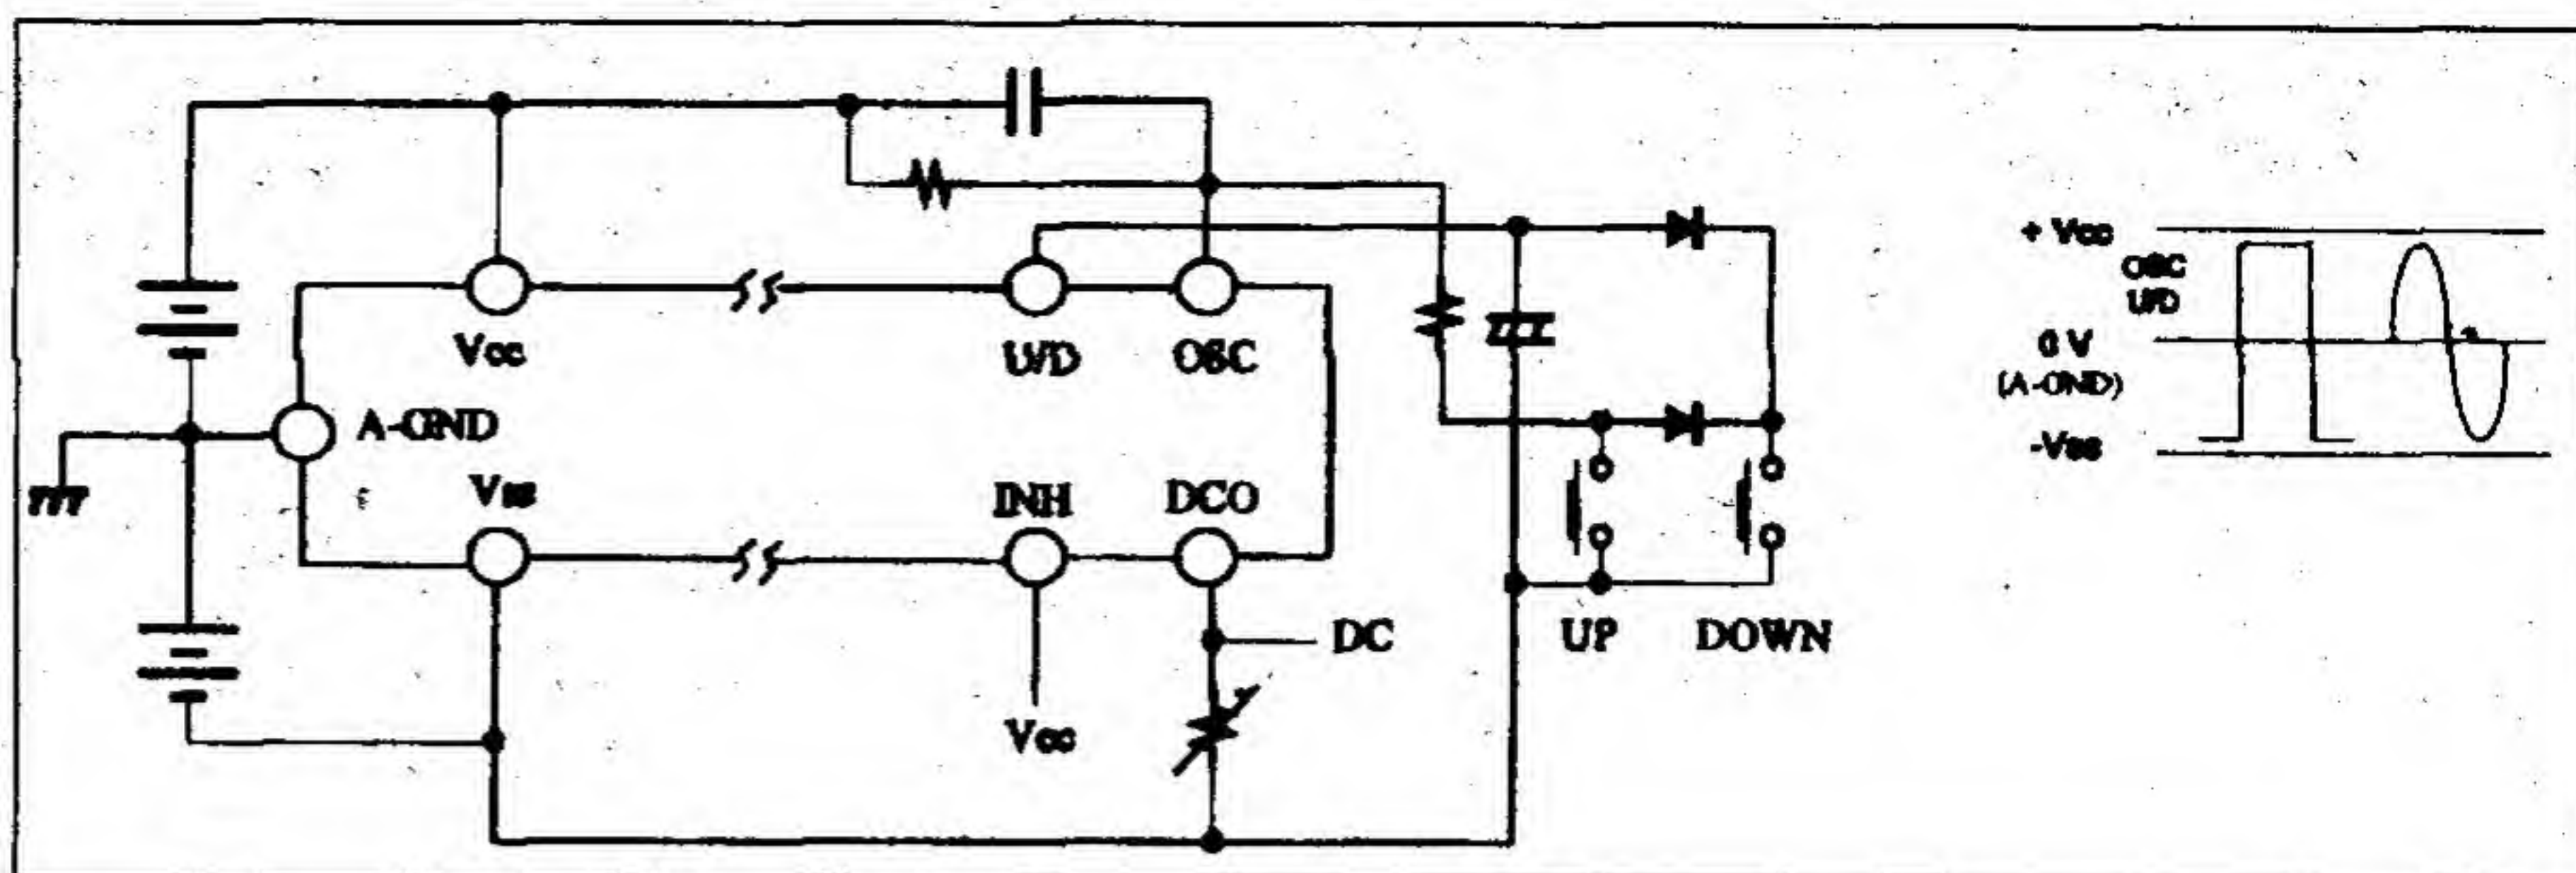 Vcc
U/D
OSC
A-GND
Vss
INH
DCO
DC
Vcc
UP
DOWN
+ Vcc
OSC
U/D
0 V
(A-GND)
-Vss